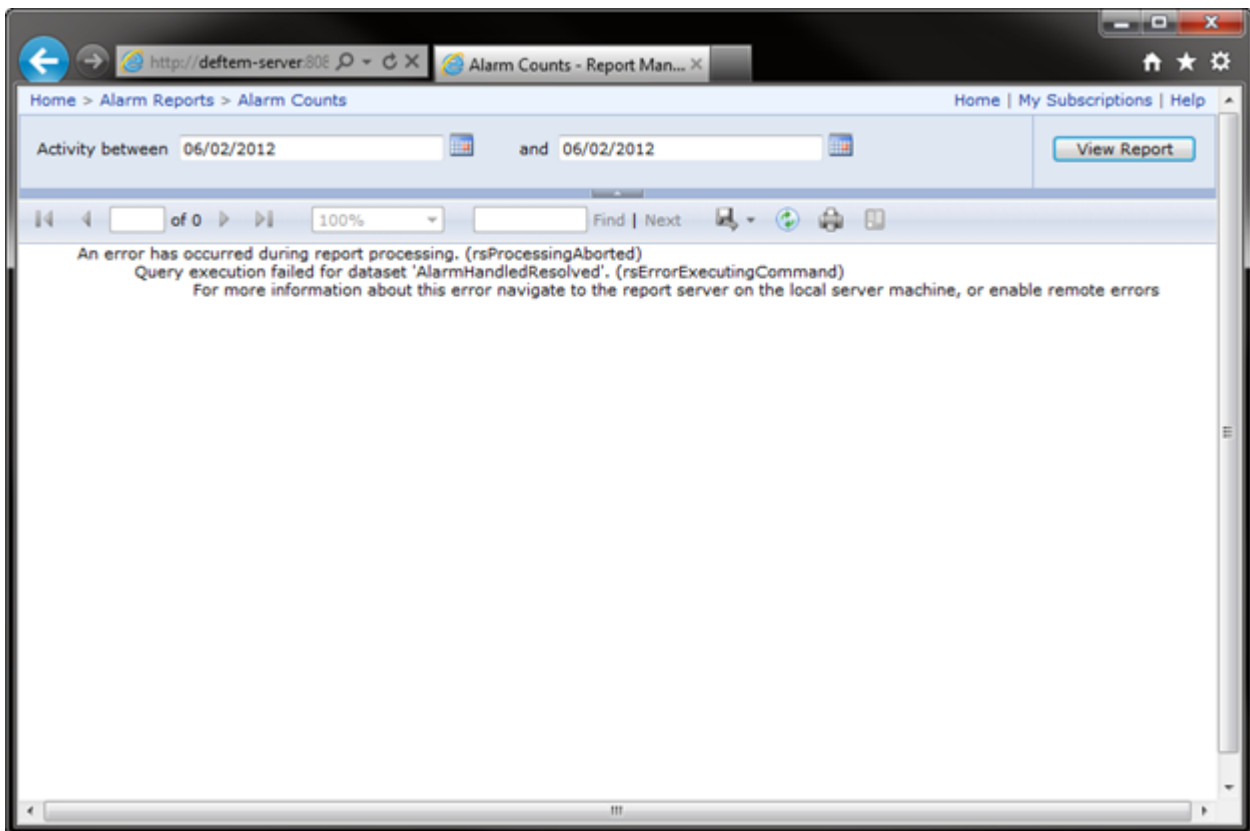 http://deftem-server:808
Alarm Counts - Report Man...
Home > Alarm Reports > Alarm Counts
Home | My Subscriptions | Help
Activity between 06/02/2012 and 06/02/2012 View Report
of 0 100% Find | Next
An error has occurred during report processing. (rsProcessingAborted)
Query execution failed for dataset 'AlarmHandledResolved'. (rsErrorExecutingCommand)
For more information about this error navigate to the report server on the local server machine, or enable remote errors